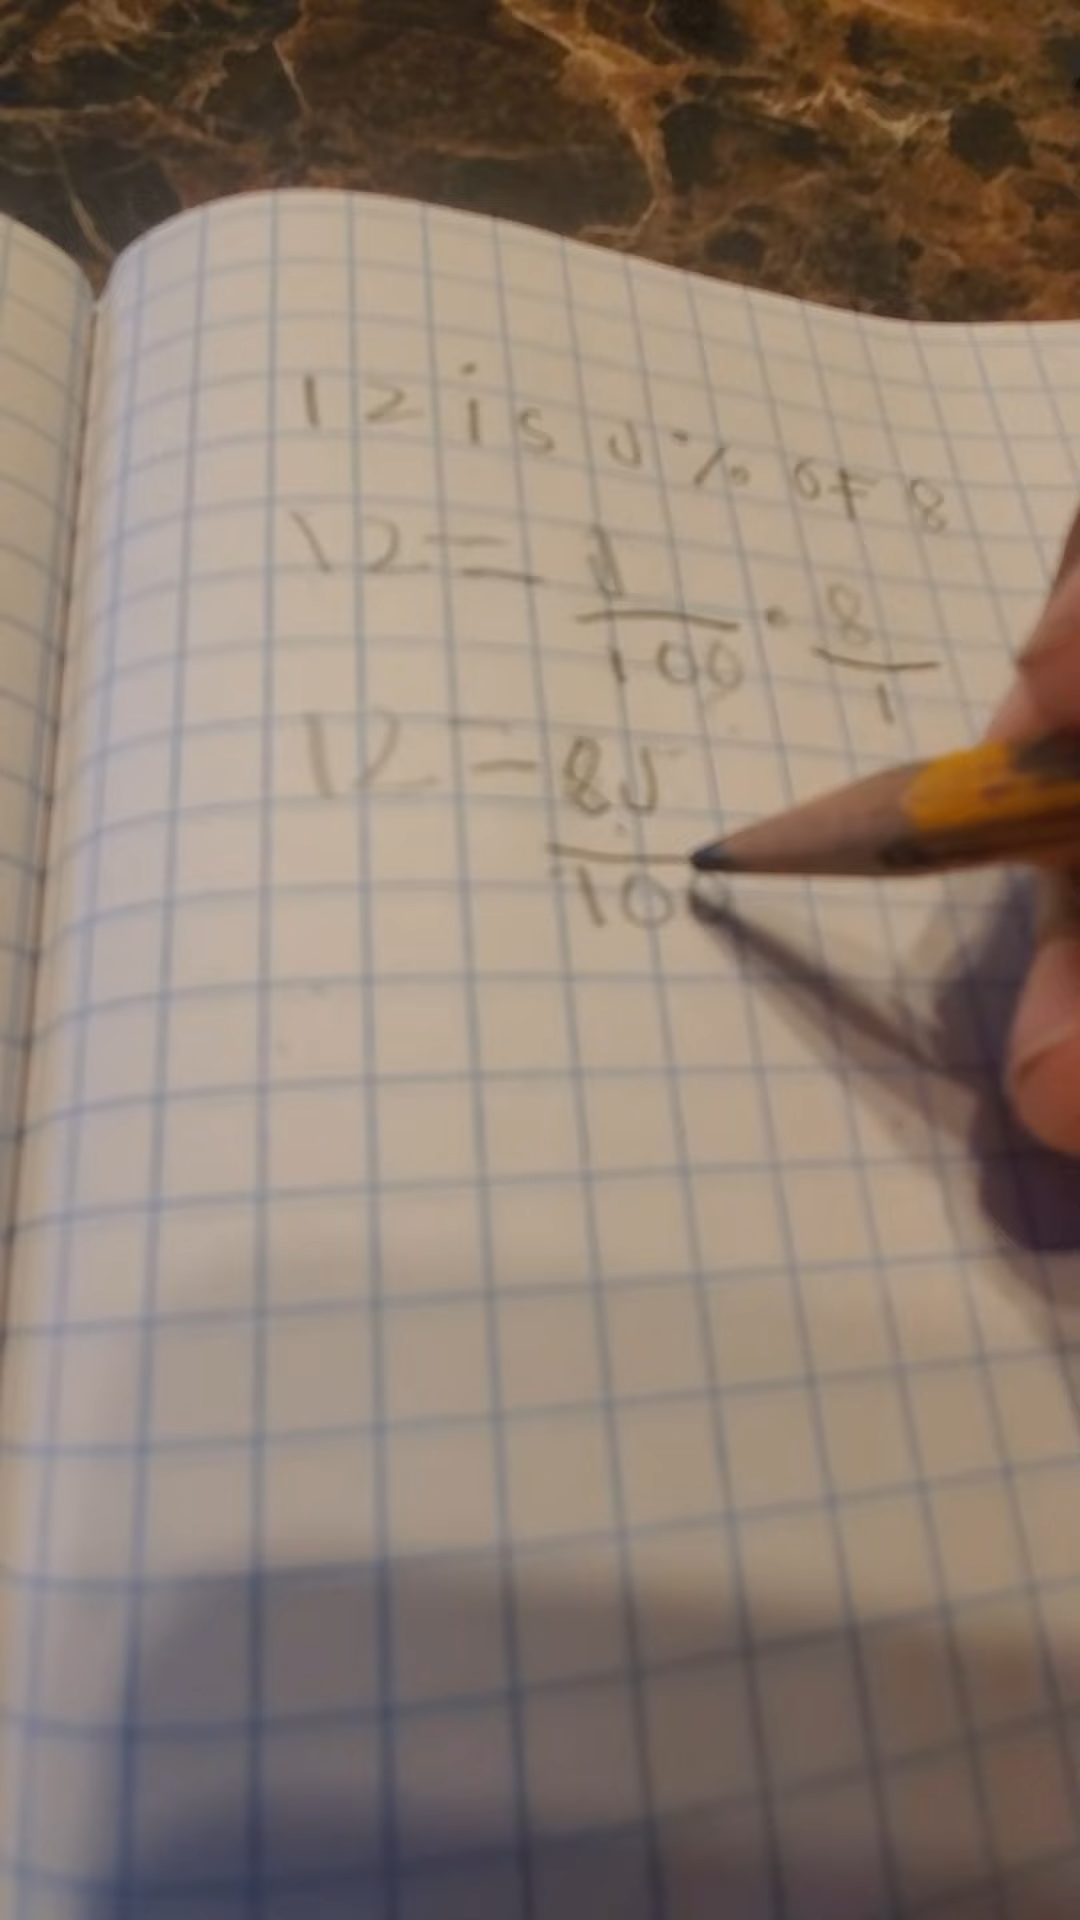 12 is J% of 8
12 = J/100 · 8/1
12 = 8J/100